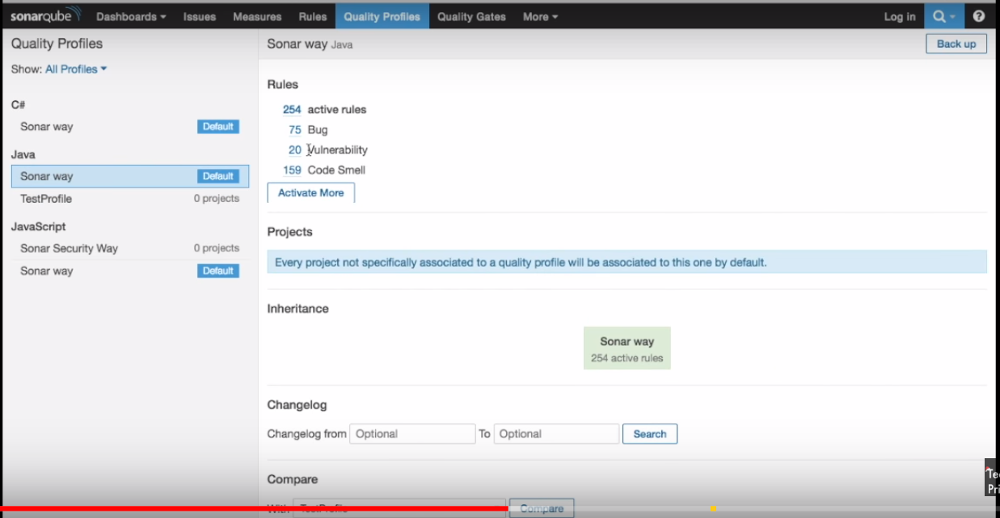 sonarqube Dashboards Issues Measures Rules Quality Profiles Quality Gates More Log in ?
Quality Profiles
Show: All Profiles
C#
Sonar way Default
Java
Sonar way Default
TestProfile 0 projects
JavaScript
Sonar Security Way 0 projects
Sonar way Default
Sonar way Java Back up
Rules
254 active rules
75 Bug
20 Vulnerability
159 Code Smell
Activate More
Projects
Every project not specifically associated to a quality profile will be associated to this one by default.
Inheritance
Sonar way
254 active rules
Changelog
Changelog from Optional To Optional Search
Compare
With TestProfile Compare